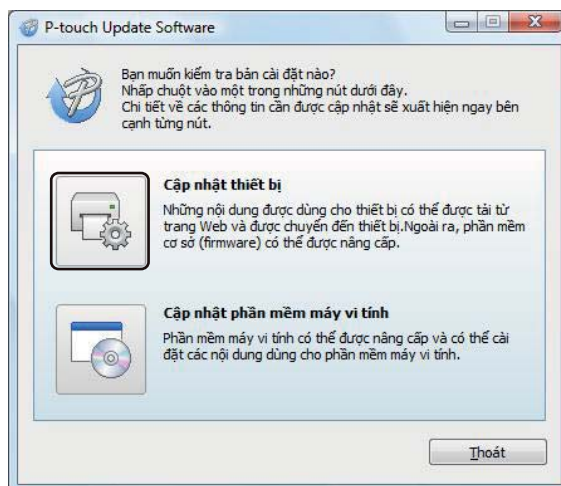 P-touch Update Software
Bạn muốn kiểm tra bản cài đặt nào?
Nhấp chuột vào một trong những nút dưới đây.
Chi tiết về các thông tin cần được cập nhật sẽ xuất hiện ngay bên
cạnh từng nút.
Cập nhật thiết bị
Những nội dung được dùng cho thiết bị có thể được tải từ
trang Web và được chuyển đến thiết bị.Ngoài ra, phần mềm
cơ sở (firmware) có thể được nâng cấp.
Cập nhật phần mềm máy vi tính
Phần mềm máy vi tính có thể được nâng cấp và có thể cài
đặt các nội dung dùng cho phần mềm máy vi tính.
Thoát